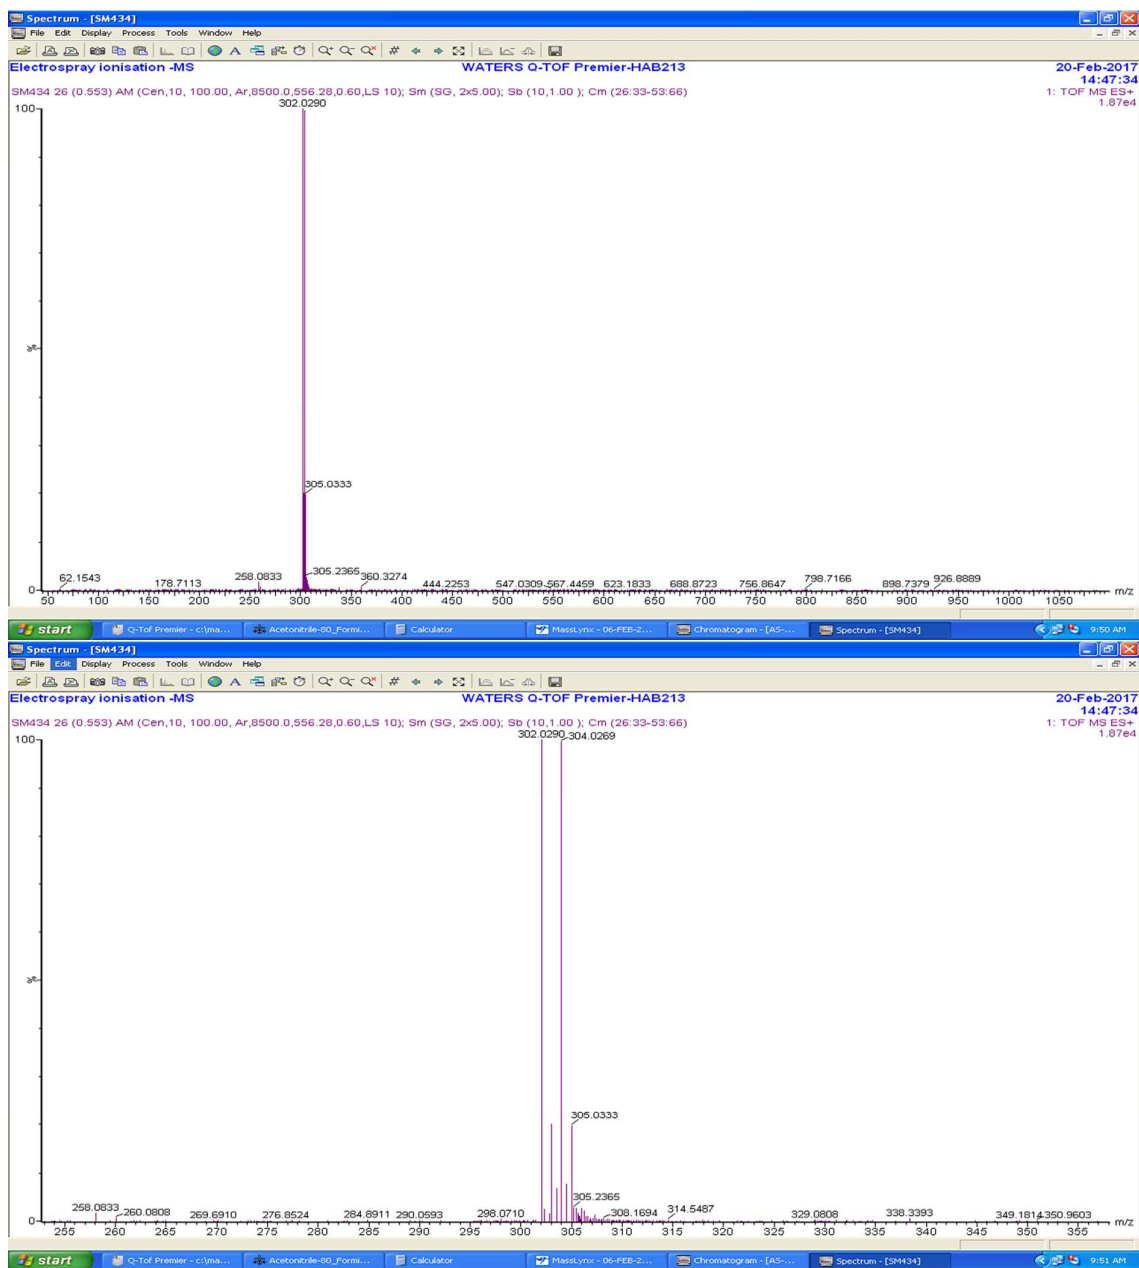 Spectrum - [SM434]
File Edit Display Process Tools Window Help
Electrospray ionisation -MS WATERS Q-TOF Premier-HAB213 20-Feb-2017
14:47:34
SM434 26 (0.553) AM (Cen,10, 100.00, Ar,8500.0,556.28,0.60,LS 10); Sm (SG, 2x5.00); Sb (10,1.00 ); Cm (26:33-53:66) 1: TOF MS ES+
1.87e4
100
302.0290
%
305.0333
62.1543 178.7113 258.0833 305.2365 360.3274 444.2253 547.0309 567.4459 623.1833 688.8723 756.8647 798.7166 898.7379 926.8889
0
m/z
50 100 150 200 250 300 350 400 450 500 550 600 650 700 750 800 850 900 950 1000 1050
start Q-Tof Premier - c:\ma... Acetonitrile-80_Formi... Calculator MassLynx - 06-FEB-2... Chromatogram - [AS-... Spectrum - [SM434] 9:50 AM
Spectrum - [SM434]
File Edit Display Process Tools Window Help
Electrospray ionisation -MS WATERS Q-TOF Premier-HAB213 20-Feb-2017
14:47:34
SM434 26 (0.553) AM (Cen,10, 100.00, Ar,8500.0,556.28,0.60,LS 10); Sm (SG, 2x5.00); Sb (10,1.00 ); Cm (26:33-53:66) 1: TOF MS ES+
1.87e4
100
302.0290 304.0269
%
305.0333
305.2365
258.0833 260.0808 269.6910 276.8524 284.8911 290.0593 298.0710 308.1694 314.5487 329.0808 338.3393 349.1814 350.9603
0
m/z
255 260 265 270 275 280 285 290 295 300 305 310 315 320 325 330 335 340 345 350 355
start Q-Tof Premier - c:\ma... Acetonitrile-80_Formi... Calculator MassLynx - 06-FEB-2... Chromatogram - [AS-... Spectrum - [SM434] 9:51 AM